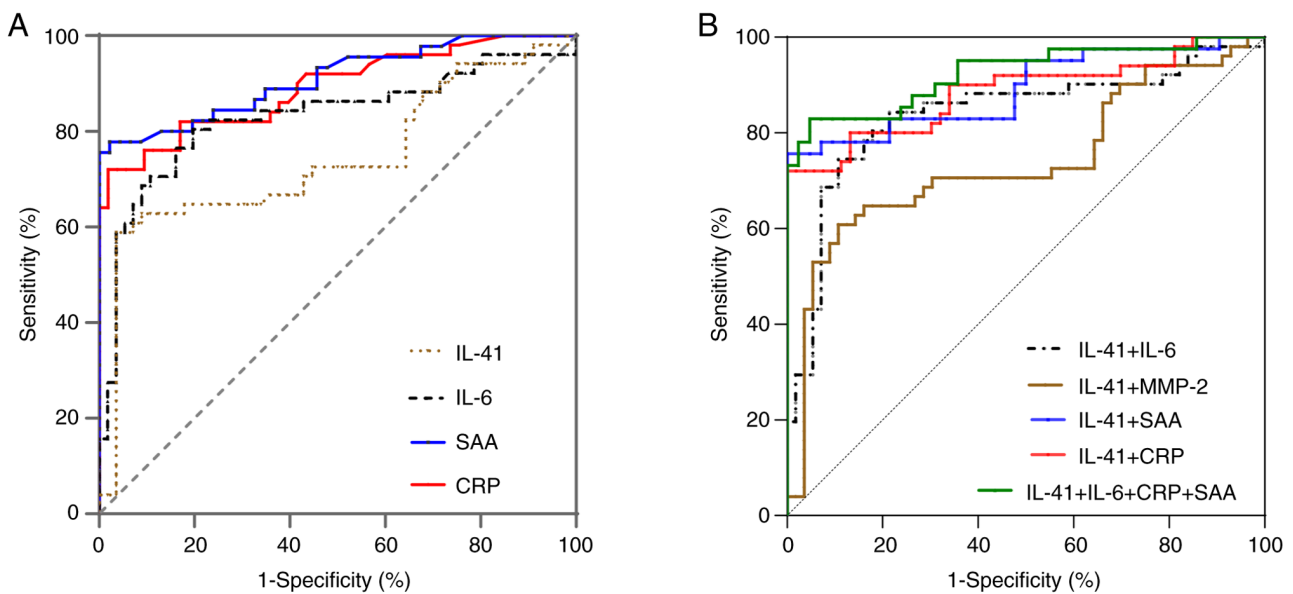 A
100
80
60
40
20
0
Sensitivity (%)
IL-41
IL-6
SAA
CRP
0 20 40 60 80 100
1-Specificity (%)
B
100
80
60
40
20
0
Sensitivity (%)
IL-41+IL-6
IL-41+MMP-2
IL-41+SAA
IL-41+CRP
IL-41+IL-6+CRP+SAA
0 20 40 60 80 100
1-Specificity (%)